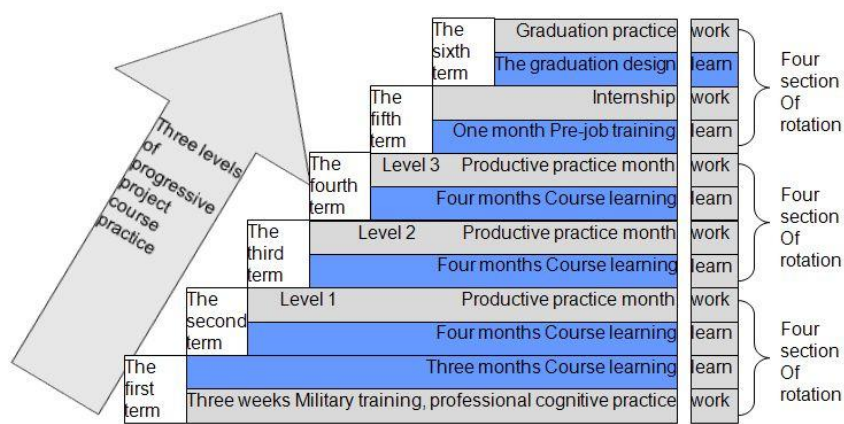 The
sixth
term
Graduation practice
work
The graduation design
learn
Four
section
Of
rotation
The
fifth
term
Internship
work
One month Pre-job training
learn
The
fourth
term
Level 3 Productive practice month
work
Four months Course learning
learn
Four
section
Of
rotation
The
third
term
Level 2 Productive practice month
work
Four months Course learning
learn
The
second
term
Level 1 Productive practice month
work
Four months Course learning
learn
Four
section
Of
rotation
The
first
term
Three months Course learning
learn
Three weeks Military training, professional cognitive practice
work
Three levels
of
progressive
project
course
practice